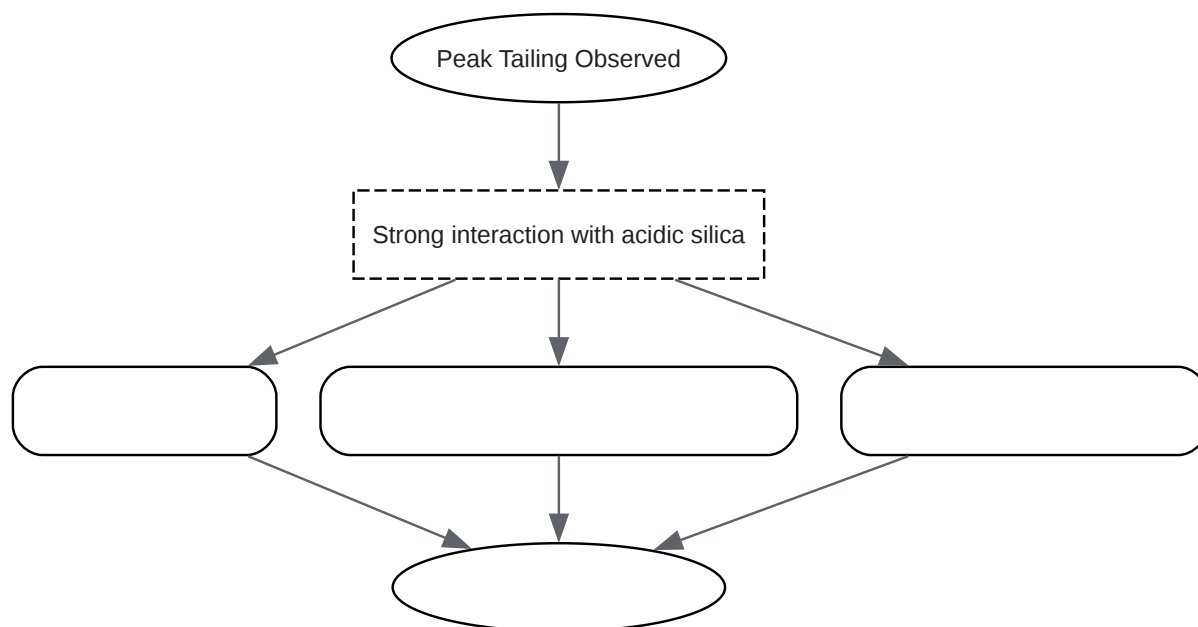 Peak Tailing Observed
Strong interaction with acidic silica